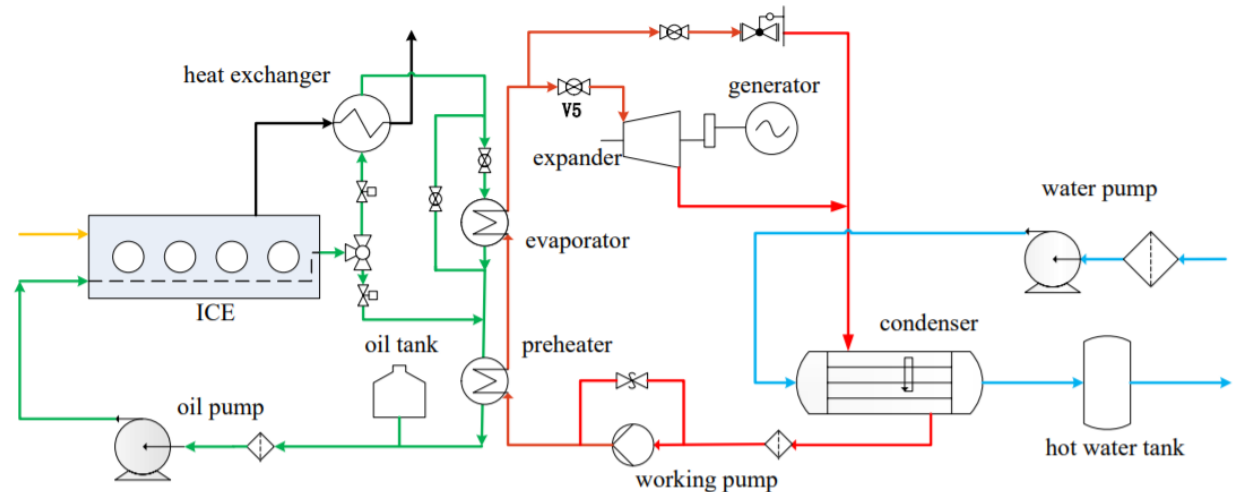 heat exchanger
generator
V5
expander
water pump
evaporator
ICE
condenser
oil tank
preheater
oil pump
hot water tank
working pump